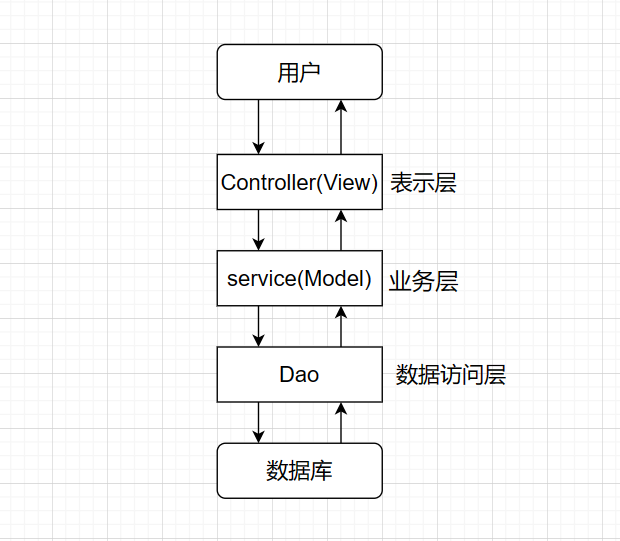 用户
Controller(View) 表示层
service(Model) 业务层
Dao 数据访问层
数据库